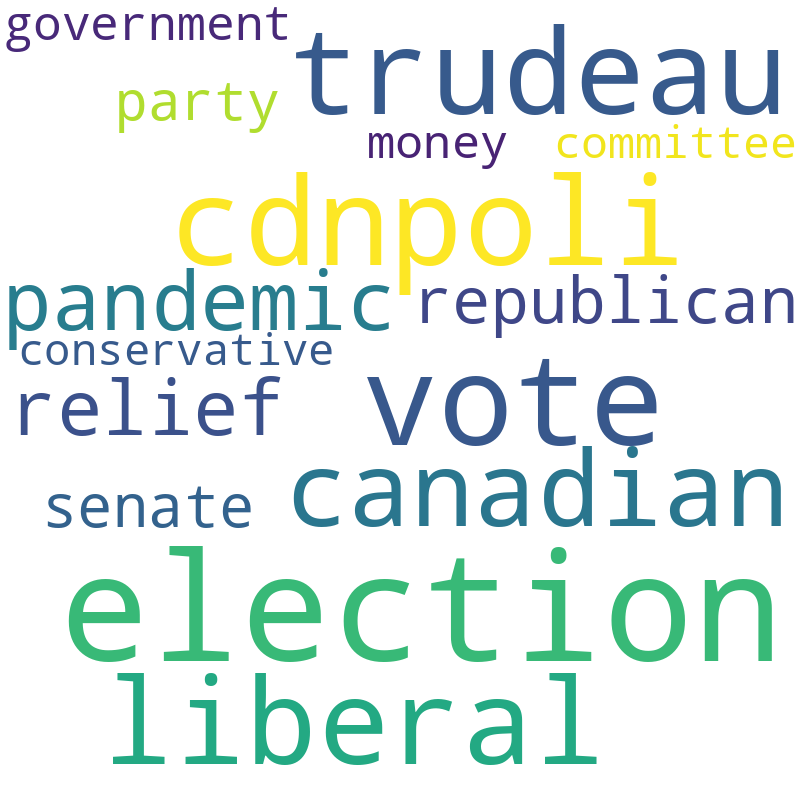 government
trudeau
party
money
committee
cdnpoli
pandemic
republican
conservative
relief
vote
canadian
senate
election
liberal